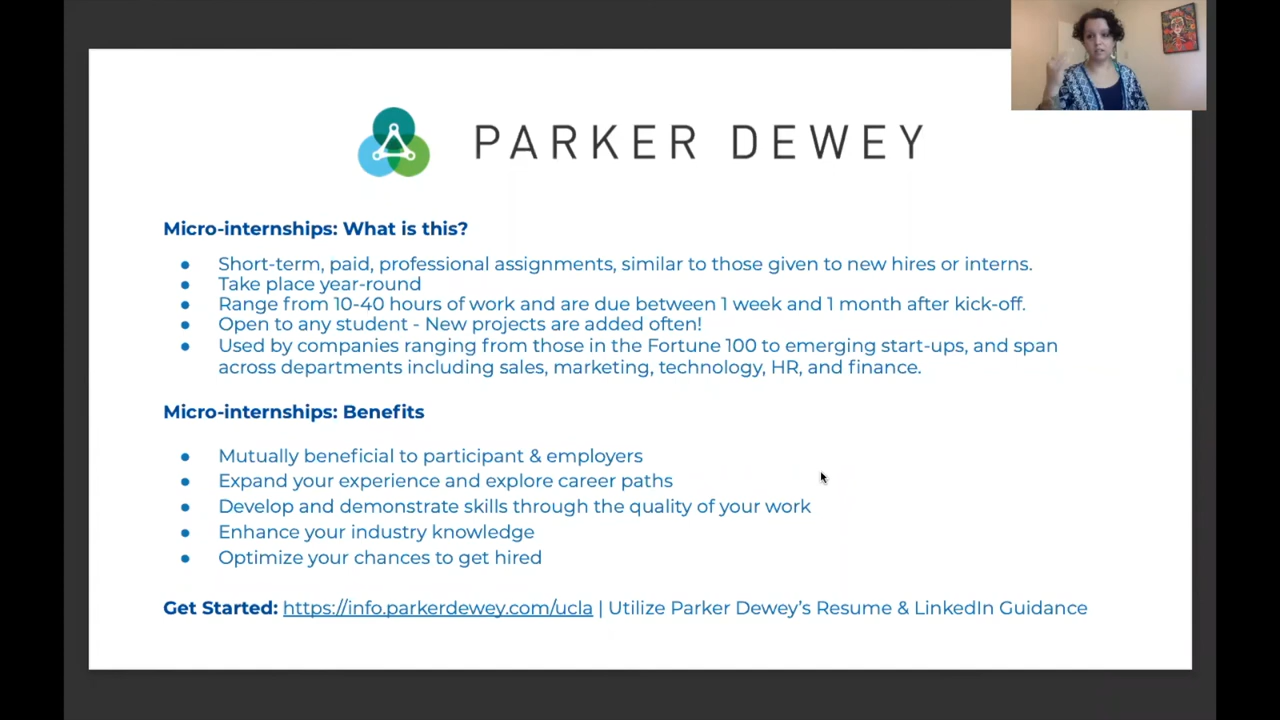 PARKER DEWEY
Micro-internships: What is this?
● Short-term, paid, professional assignments, similar to those given to new hires or interns.
● Take place year-round
● Range from 10-40 hours of work and are due between 1 week and 1 month after kick-off.
● Open to any student - New projects are added often!
● Used by companies ranging from those in the Fortune 100 to emerging start-ups, and span
across departments including sales, marketing, technology, HR, and finance.
Micro-internships: Benefits
● Mutually beneficial to participant & employers
● Expand your experience and explore career paths
● Develop and demonstrate skills through the quality of your work
● Enhance your industry knowledge
● Optimize your chances to get hired
Get Started: https://info.parkerdewey.com/ucla | Utilize Parker Dewey’s Resume & LinkedIn Guidance